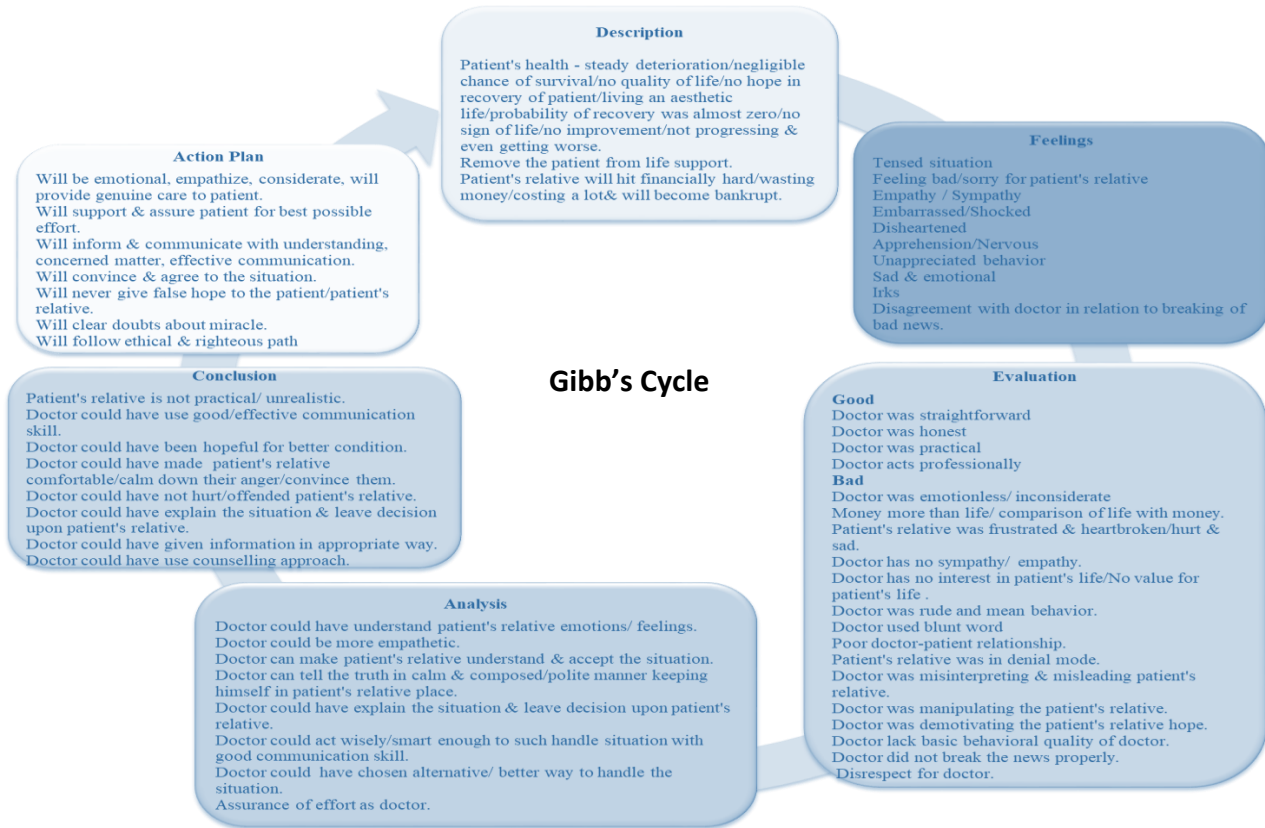 Description
Patient's health - steady deterioration/negligible
chance of survival/no quality of life/no hope in
recovery of patient/living an aesthetic
life/probability of recovery was almost zero/no
sign of life/no improvement/not progressing &
even getting worse.
Remove the patient from life support.
Patient's relative will hit financially hard/wasting
money/costing a lot& will become bankrupt.
Feelings
Tensed situation
Feeling bad/sorry for patient's relative
Empathy / Sympathy
Embarrassed/Shocked
Disheartened
Apprehension/Nervous
Unappreciated behavior
Sad & emotional
Irks
Disagreement with doctor in relation to breaking of
bad news.
Evaluation
Good
Doctor was straightforward
Doctor was honest
Doctor was practical
Doctor acts professionally
Bad
Doctor was emotionless/ inconsiderate
Money more than life/ comparison of life with money.
Patient's relative was frustrated & heartbroken/hurt &
sad.
Doctor has no sympathy/ empathy.
Doctor has no interest in patient's life/No value for
patient's life .
Doctor was rude and mean behavior.
Doctor used blunt word
Poor doctor-patient relationship.
Patient's relative was in denial mode.
Doctor was misinterpreting & misleading patient's
relative.
Doctor was manipulating the patient's relative.
Doctor was demotivating the patient's relative hope.
Doctor lack basic behavioral quality of doctor.
Doctor did not break the news properly.
Disrespect for doctor.
Analysis
Doctor could have understand patient's relative emotions/ feelings.
Doctor could be more empathetic.
Doctor can make patient's relative understand & accept the situation.
Doctor can tell the truth in calm & composed/polite manner keeping
himself in patient's relative place.
Doctor could have explain the situation & leave decision upon patient's
relative.
Doctor could act wisely/smart enough to such handle situation with
good communication skill.
Doctor could have chosen alternative/ better way to handle the
situation.
Assurance of effort as doctor.
Conclusion
Patient's relative is not practical/ unrealistic.
Doctor could have use good/effective communication
skill.
Doctor could have been hopeful for better condition.
Doctor could have made patient's relative
comfortable/calm down their anger/convince them.
Doctor could have not hurt/offended patient's relative.
Doctor could have explain the situation & leave decision
upon patient's relative.
Doctor could have given information in appropriate way.
Doctor could have use counselling approach.
Action Plan
Will be emotional, empathize, considerate, will
provide genuine care to patient.
Will support & assure patient for best possible
effort.
Will inform & communicate with understanding,
concerned matter, effective communication.
Will convince & agree to the situation.
Will never give false hope to the patient/patient's
relative.
Will clear doubts about miracle.
Will follow ethical & righteous path
Gibb's Cycle